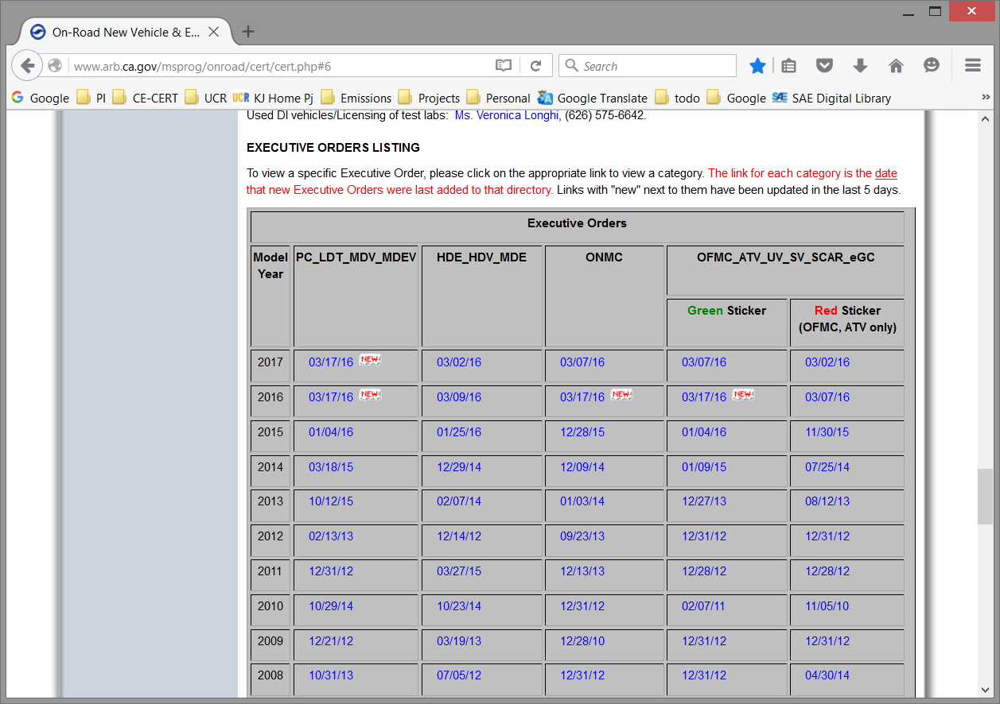 On-Road New Vehicle & E...
www.arb.ca.gov/msprog/onroad/cert/cert.php#6
Search
Google PI CE-CERT UCR UCR KJ Home Pj Emissions Projects Personal Google Translate todo Google SAE SAE Digital Library »
Used DI vehicles/Licensing of test labs: Ms. Veronica Longhi, (626) 575-6642.
EXECUTIVE ORDERS LISTING
To view a specific Executive Order, please click on the appropriate link to view a category. The link for each category is the date
that new Executive Orders were last added to that directory. Links with "new" next to them have been updated in the last 5 days.
Executive Orders
Model Year PC_LDT_MDV_MDEV HDE_HDV_MDE ONMC OFMC_ATV_UV_SV_SCAR_eGC
Green Sticker Red Sticker
(OFMC, ATV only)
2017 03/17/16 NEW! 03/02/16 03/07/16 03/07/16 03/02/16
2016 03/17/16 NEW! 03/09/16 03/17/16 NEW! 03/17/16 NEW! 03/07/16
2015 01/04/16 01/25/16 12/28/15 01/04/16 11/30/15
2014 03/18/15 12/29/14 12/09/14 01/09/15 07/25/14
2013 10/12/15 02/07/14 01/03/14 12/27/13 08/12/13
2012 02/13/13 12/14/12 09/23/13 12/31/12 12/31/12
2011 12/31/12 03/27/15 12/13/13 12/28/12 12/28/12
2010 10/29/14 10/23/14 12/31/12 02/07/11 11/05/10
2009 12/21/12 03/19/13 12/28/10 12/31/12 12/31/12
2008 10/31/13 07/05/12 12/31/12 12/31/12 04/30/14